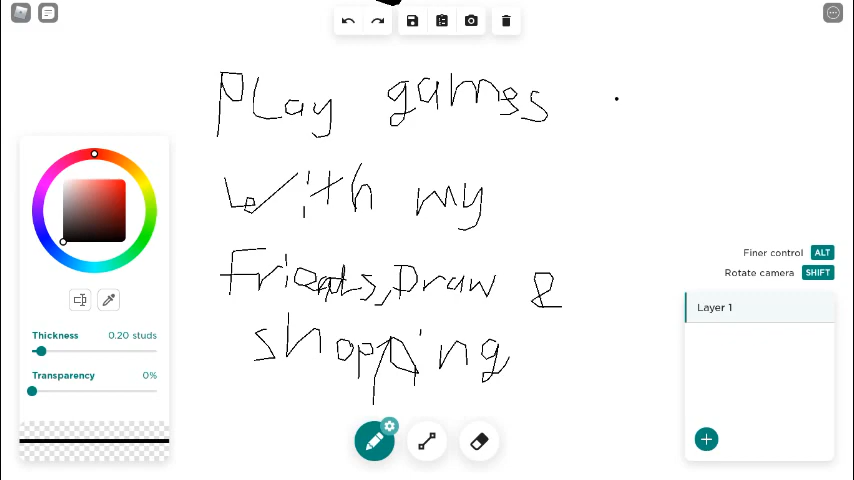 Play games
with my
Friends, Draw &
shopping
Finer control ALT
Rotate camera SHIFT
Layer 1
Thickness 0.20 studs
Transparency 0%